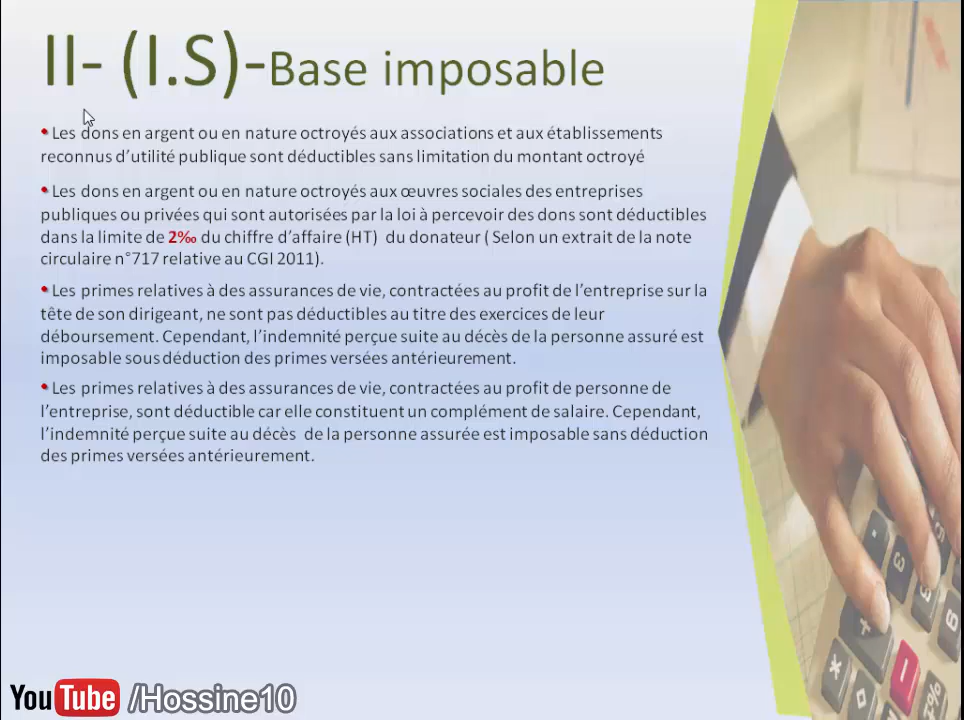 II- (I.S)-Base imposable
• Les dons en argent ou en nature octroyés aux associations et aux établissements
reconnus d’utilité publique sont déductibles sans limitation du montant octroyé
• Les dons en argent ou en nature octroyés aux œuvres sociales des entreprises
publiques ou privées qui sont autorisées par la loi à percevoir des dons sont déductibles
dans la limite de 2‰ du chiffre d’affaire (HT) du donateur ( Selon un extrait de la note
circulaire n°717 relative au CGI 2011).
• Les primes relatives à des assurances de vie, contractées au profit de l’entreprise sur la
tête de son dirigeant, ne sont pas déductibles au titre des exercices de leur
déboursement. Cependant, l’indemnité perçue suite au décès de la personne assuré est
imposable sous déduction des primes versées antérieurement.
• Les primes relatives à des assurances de vie, contractées au profit de personne de
l’entreprise, sont déductible car elle constituent un complément de salaire. Cependant,
l’indemnité perçue suite au décès de la personne assurée est imposable sans déduction
des primes versées antérieurement.
YouTube /Hossine10